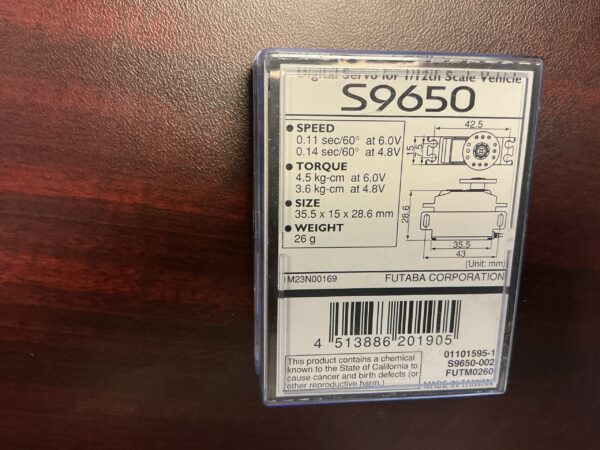 Digital Servo for 1/12th Scale Vehicle
S9650
● SPEED
0.11 sec/60° at 6.0V
0.14 sec/60° at 4.8V
● TORQUE
4.5 kg-cm at 6.0V
3.6 kg-cm at 4.8V
● SIZE
35.5 x 15 x 28.6 mm
● WEIGHT
26 g
42.5
15
28.6
35.5
43
(Unit: mm)
1M23N00169
FUTABA CORPORATION
4 513886 201905
This product contains a chemical
known to the State of California to
cause cancer and birth defects (or
other reproductive harm.)
01101595-1
S9650-002
FUTM0260
MADE IN TAIWAN